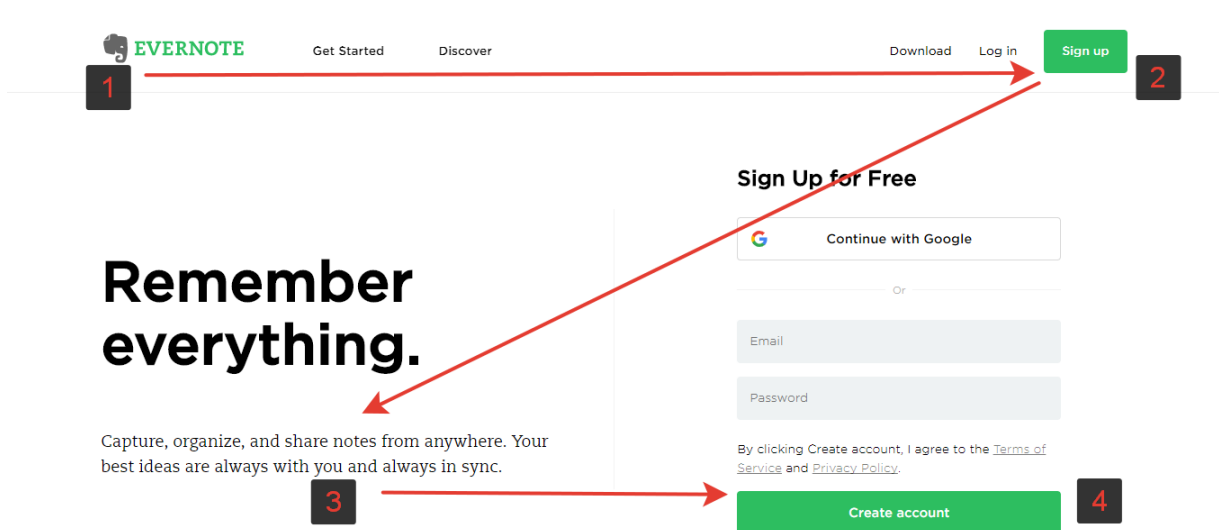 EVERNOTE Get Started Discover Download Log in Sign up
1
2
Sign Up for Free
Continue with Google
Or
Remember
everything.
Email
Password
Capture, organize, and share notes from anywhere. Your
best ideas are always with you and always in sync.
By clicking Create account, I agree to the Terms of
Service and Privacy Policy.
3
Create account
4